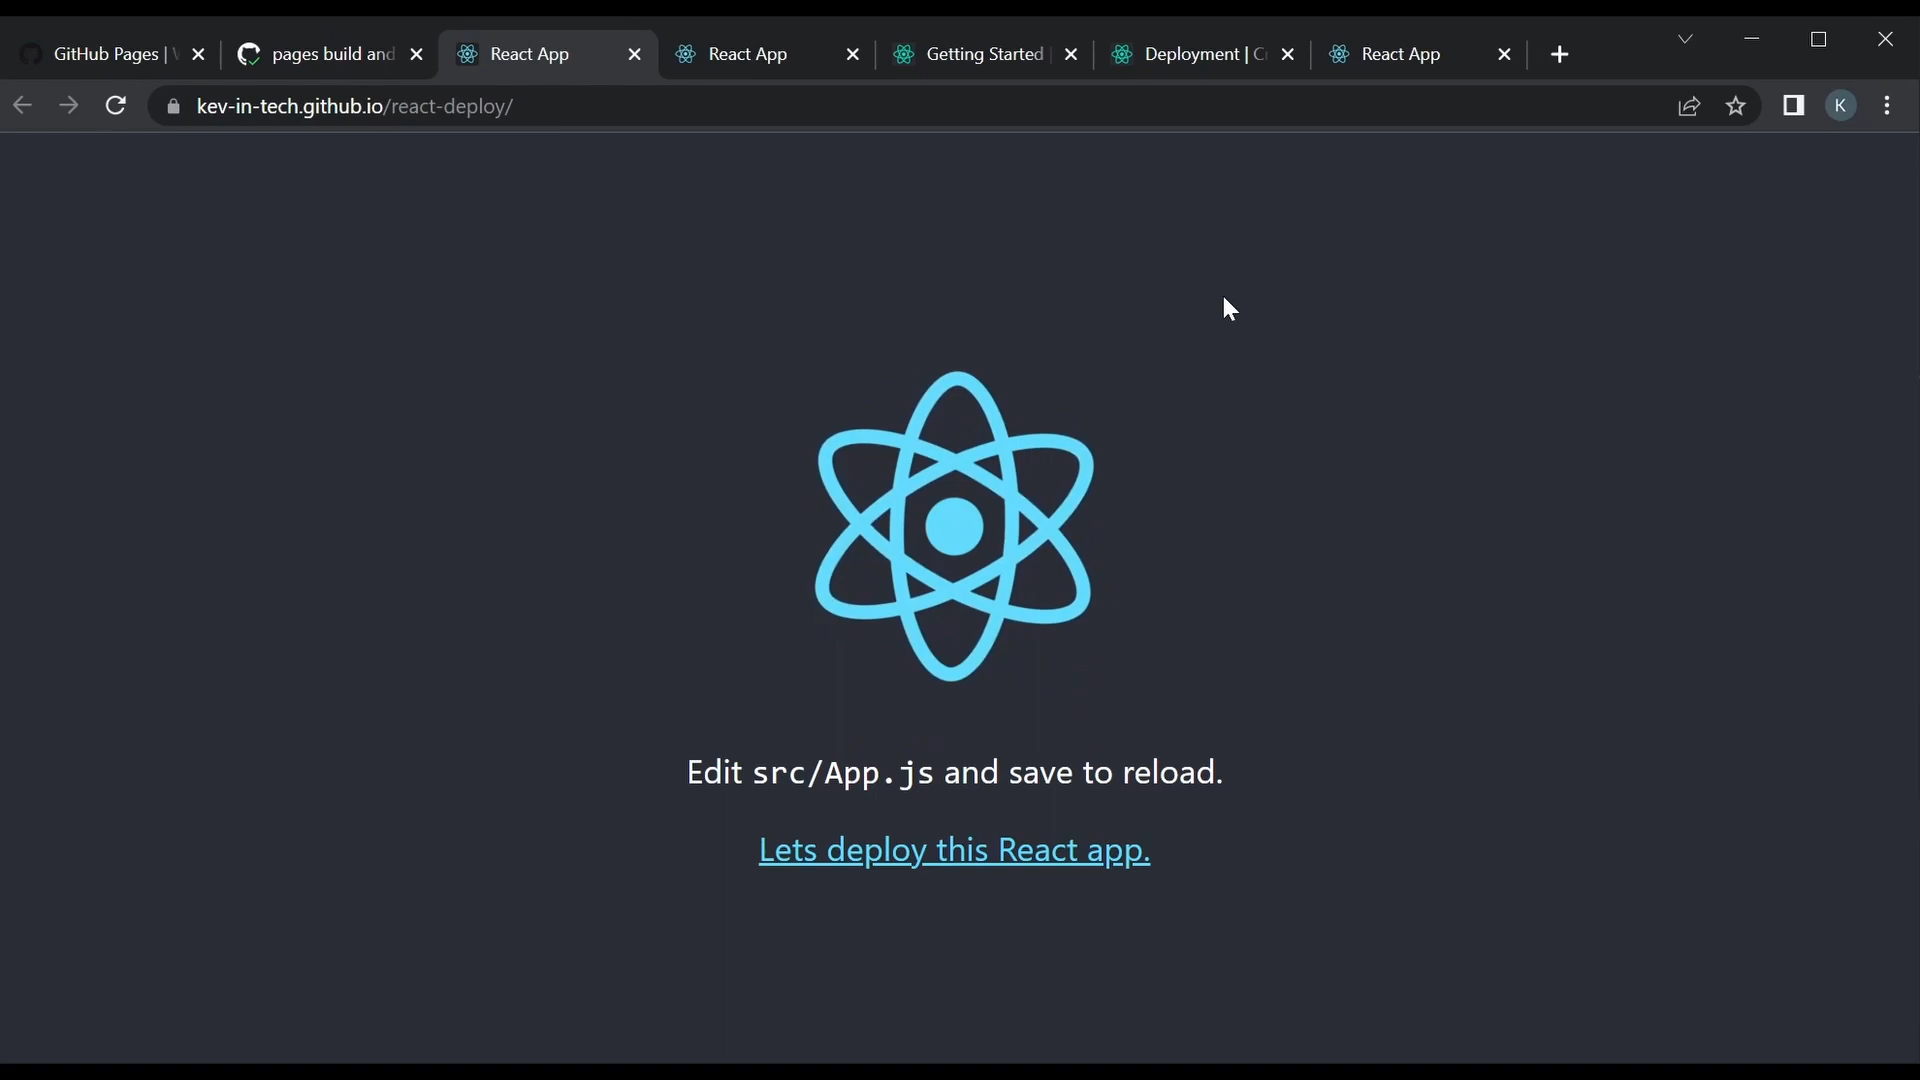 GitHub Pages |
pages build and
React App
React App
Getting Started
Deployment |
React App
kev-in-tech.github.io/react-deploy/
K
Edit src/App.js and save to reload.
Lets deploy this React app.